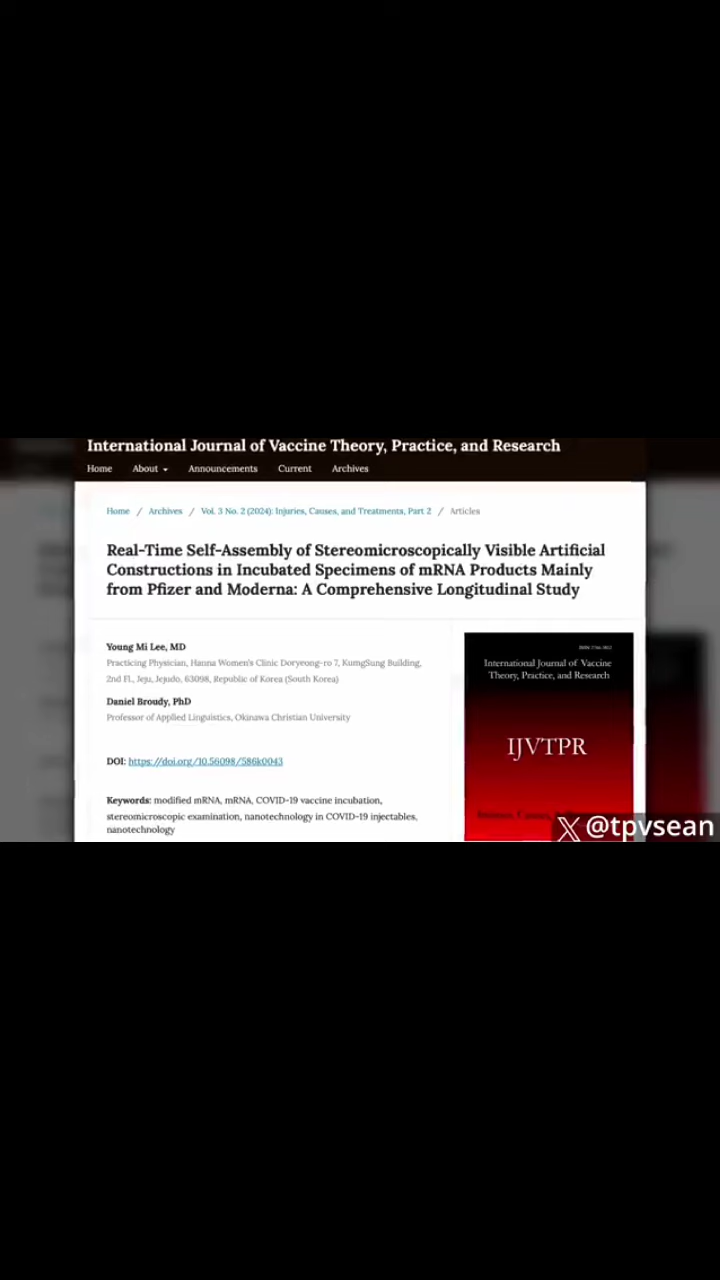 International Journal of Vaccine Theory, Practice, and Research
Home About Announcements Current Archives
Home / Archives / Vol. 3 No. 2 (2024): Injuries, Causes, and Treatments, Part 2 / Articles
Real-Time Self-Assembly of Stereomicroscopically Visible Artificial
Constructions in Incubated Specimens of mRNA Products Mainly
from Pfizer and Moderna: A Comprehensive Longitudinal Study
Young Mi Lee, MD
Practicing Physician, Hanna Women's Clinic Doryeong-ro 7, KumgSung Building,
2nd Fl., Jeju, Jejudo, 63098, Republic of Korea (South Korea)
Daniel Broudy, PhD
Professor of Applied Linguistics, Okinawa Christian University
DOI: https://doi.org/10.56098/586k0043
Keywords: modified mRNA, mRNA, COVID-19 vaccine incubation,
stereomicroscopic examination, nanotechnology in COVID-19 injectables,
nanotechnology
International Journal of Vaccine
Theory, Practice, and Research
IJVTPR
X @tpvsean